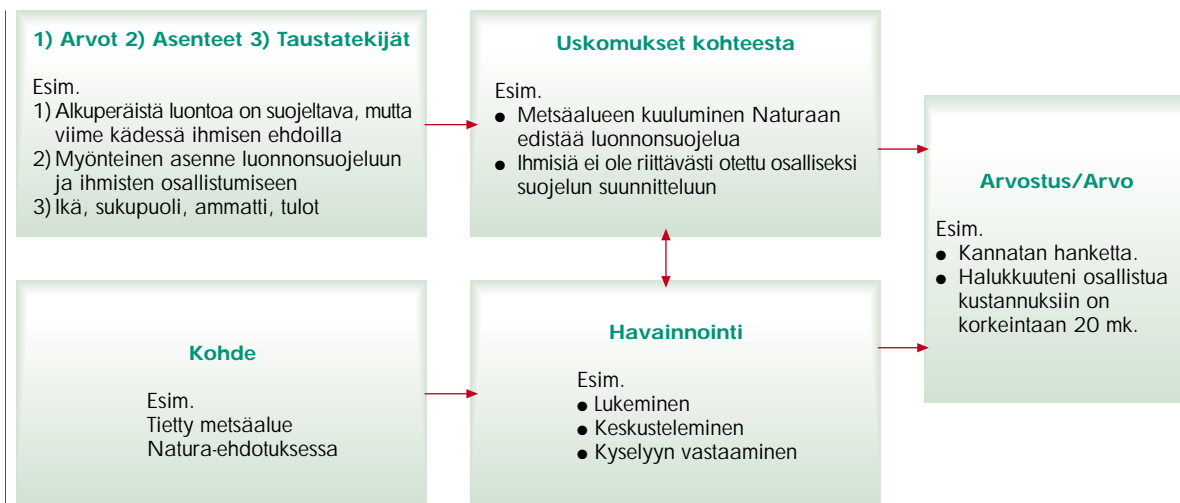 1) Arvot 2) Asenteet 3) Taustatekijät
Esim.
1) Alkuperäistä luontoa on suojeltava, mutta
viime kädessä ihmisen ehdoilla
2) Myönteinen asenne luonnonsuojeluun
ja ihmisten osallistumiseen
3) Ikä, sukupuoli, ammatti, tulot
Uskomukset kohteesta
Esim.
● Metsäalueen kuuluminen Naturaan
edistää luonnonsuojelua
● Ihmisiä ei ole riittävästi otettu osalliseksi
suojelun suunnitteluun
Kohde
Esim.
Tietty metsäalue
Natura-ehdotuksessa
Havainnointi
Esim.
● Lukeminen
● Keskusteleminen
● Kyselyyn vastaaminen
Arvostus/Arvo
Esim.
● Kannatan hanketta.
● Halukkuuteni osallistua
kustannuksiin on
korkeintaan 20 mk.